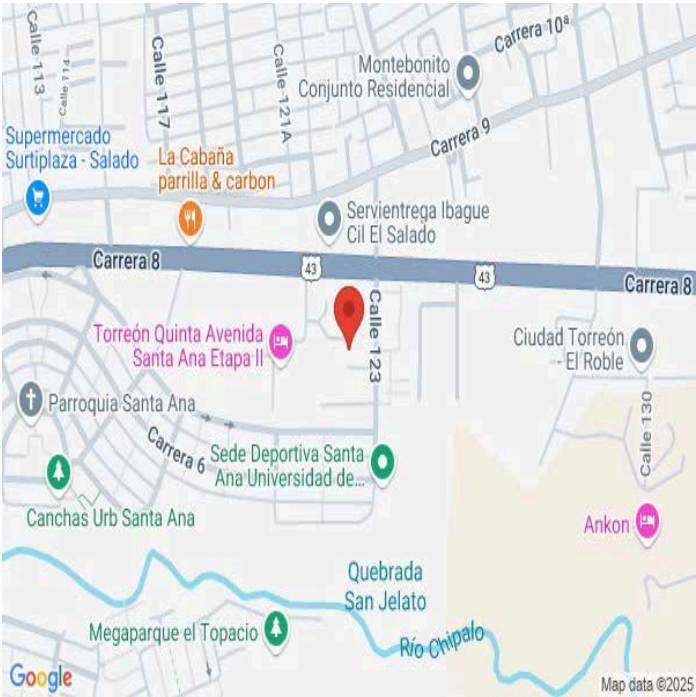 Calle 113
Calle 114
Calle 117
Calle 121A
Carrera 10ª
Montebonito
Conjunto Residencial
Carrera 9
Supermercado
Surtiplaza - Salado
La Cabaña
parrilla & carbon
Servientrega Ibague
Cil El Salado
Carrera 8
43
43
Carrera 8
Calle 123
Torreón Quinta Avenida
Santa Ana Etapa II
Ciudad Torreón
- El Roble
Parroquia Santa Ana
Carrera 6
Calle 130
Sede Deportiva Santa
Ana Universidad de...
Canchas Urb Santa Ana
Ankon
Quebrada
San Jelato
Megaparque el Topacio
Río Chipalo
Google
Map data ©2025